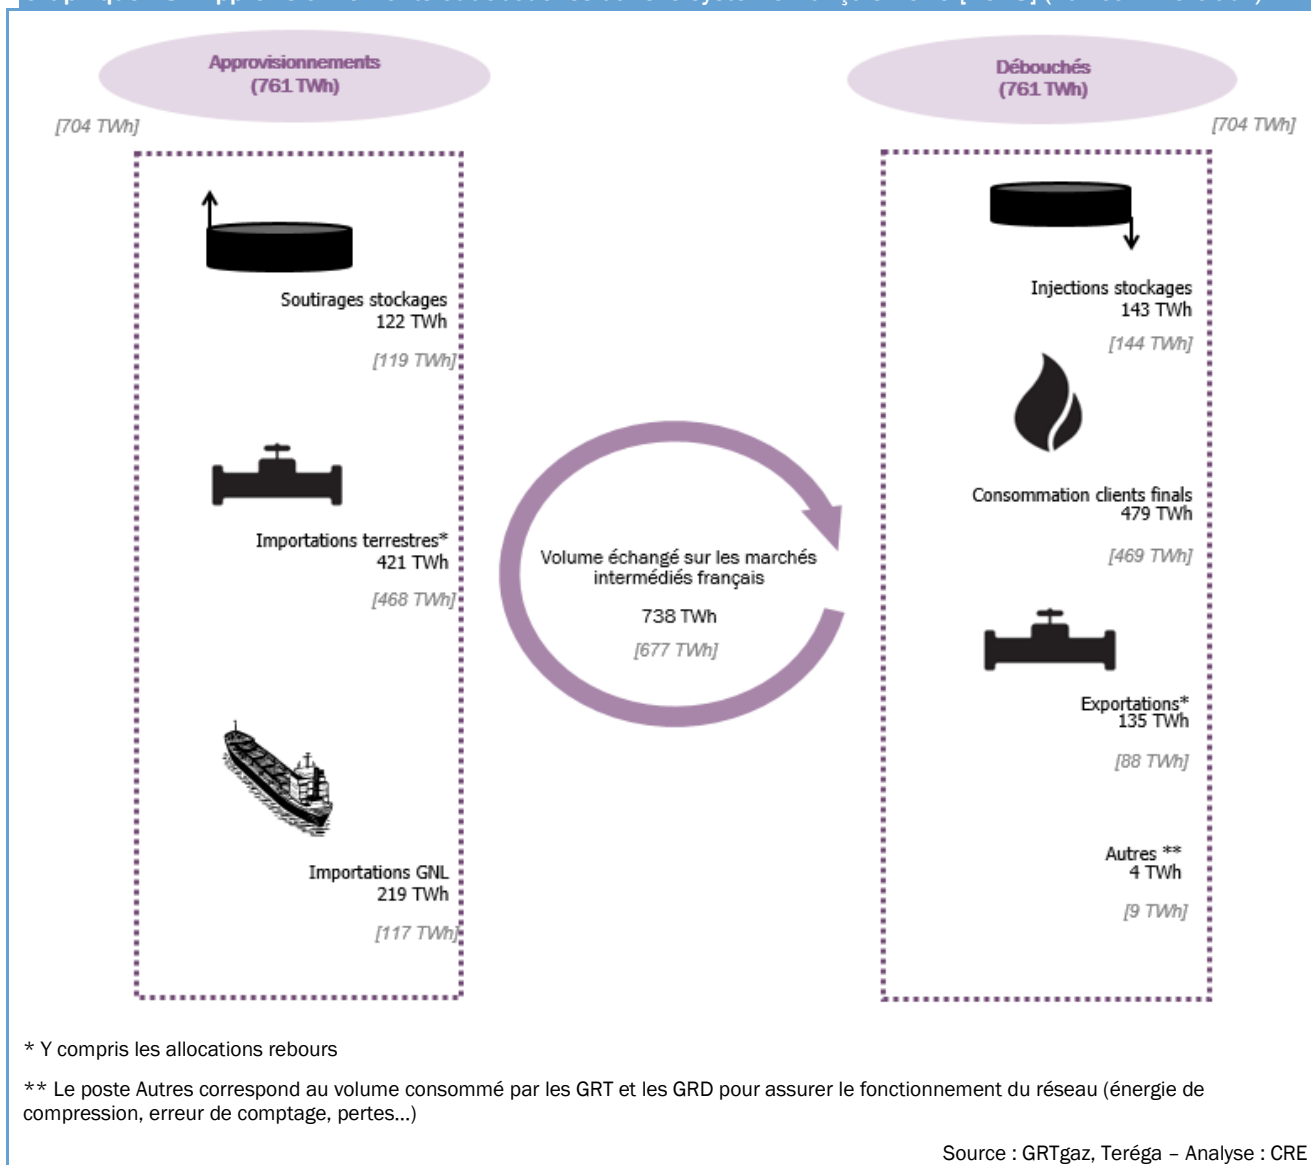 Approvisionnements
(761 TWh)
[704 TWh]
Soutirages stockages
122 TWh
[119 TWh]
Importations terrestres*
421 TWh
[468 TWh]
Importations GNL
219 TWh
[117 TWh]
Volume échangé sur les marchés
intermédiés français
738 TWh
[677 TWh]
Débouchés
(761 TWh)
[704 TWh]
Injections stockages
143 TWh
[144 TWh]
Consommation clients finals
479 TWh
[469 TWh]
Exportations*
135 TWh
[88 TWh]
Autres **
4 TWh
[9 TWh]
* Y compris les allocations rebours
** Le poste Autres correspond au volume consommé par les GRT et les GRD pour assurer le fonctionnement du réseau (énergie de
compression, erreur de comptage, pertes…)
Source : GRTgaz, Teréga – Analyse : CRE